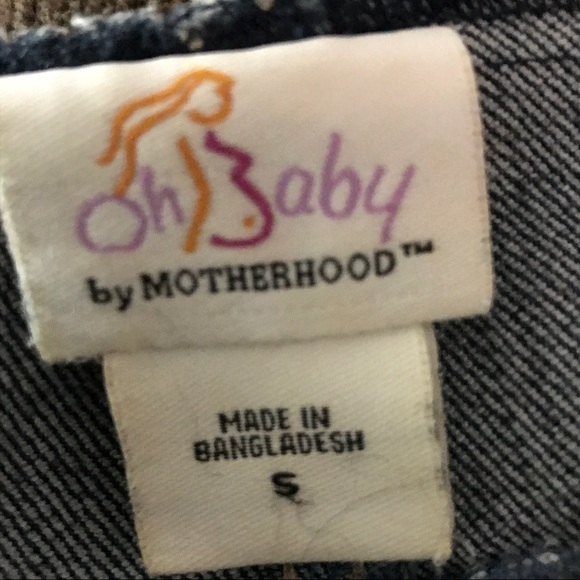 Oh Baby
by MOTHERHOOD™
MADE IN
BANGLADESH
S